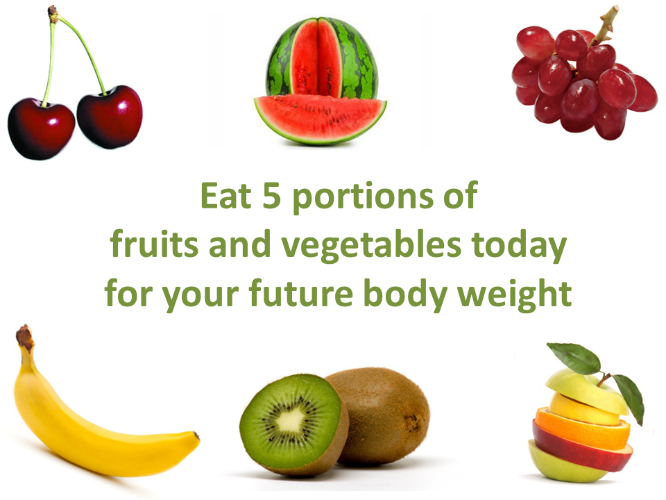 Eat 5 portions of
fruits and vegetables today
for your future body weight